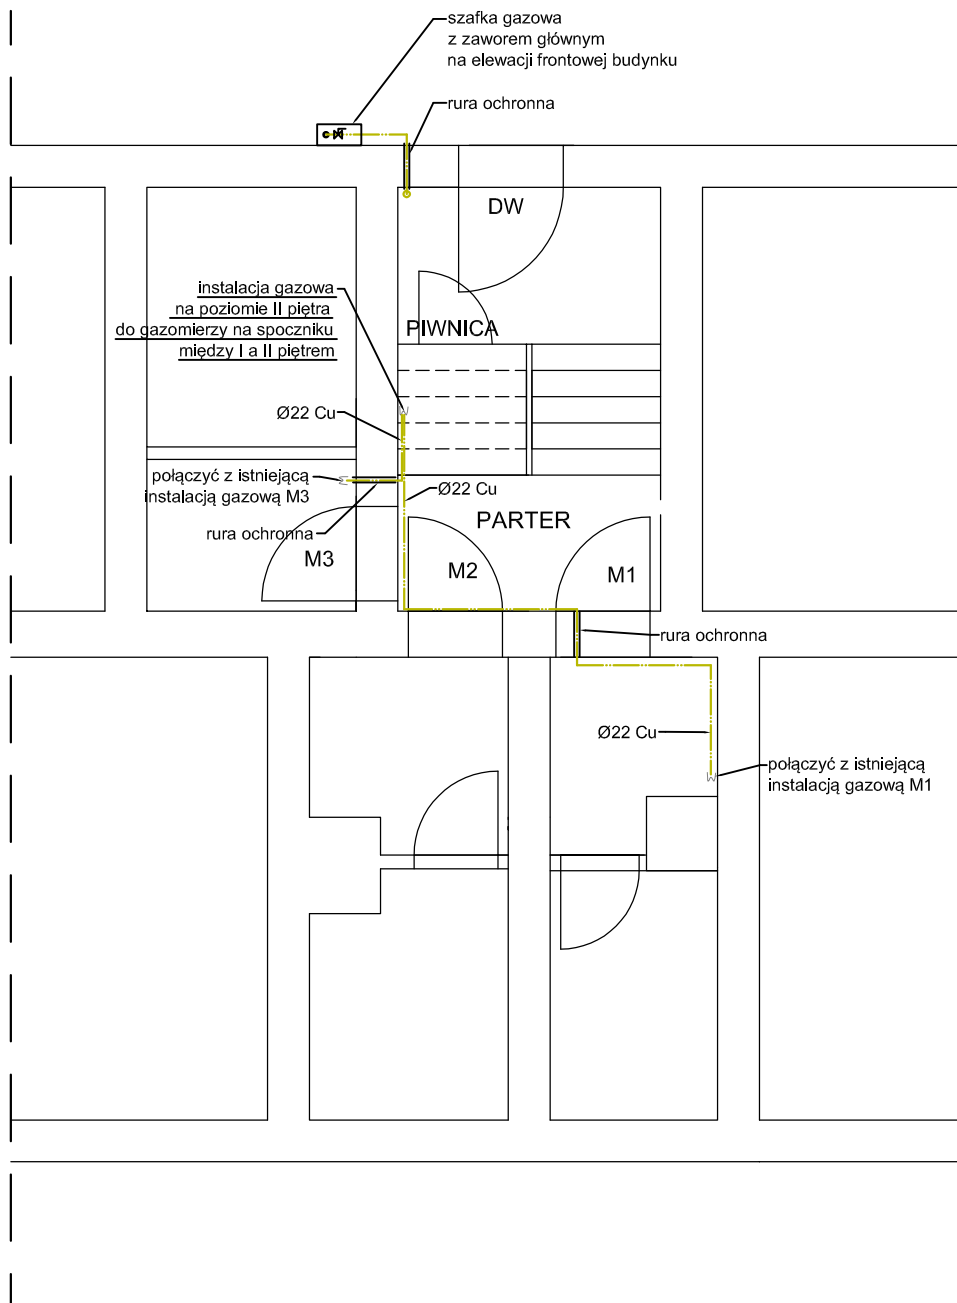 szafka gazowa
z zaworem głównym
na elewacji frontowej budynku
rura ochronna
DW
instalacja gazowa
na poziomie II piętra
do gazomierzy na spoczniku
między I a II piętrem
PIWNICA
Ø22 Cu
połączyć z istniejącą
instalacją gazową M3
Ø22 Cu
rura ochronna
PARTER
M3
M2
M1
rura ochronna
Ø22 Cu
połączyć z istniejącą
instalacją gazową M1